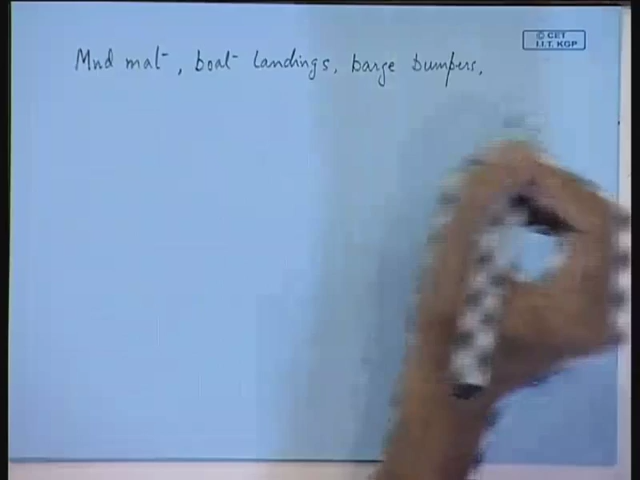 © CET
I.I.T. KGP
Mud mat, boat landings, barge bumpers,